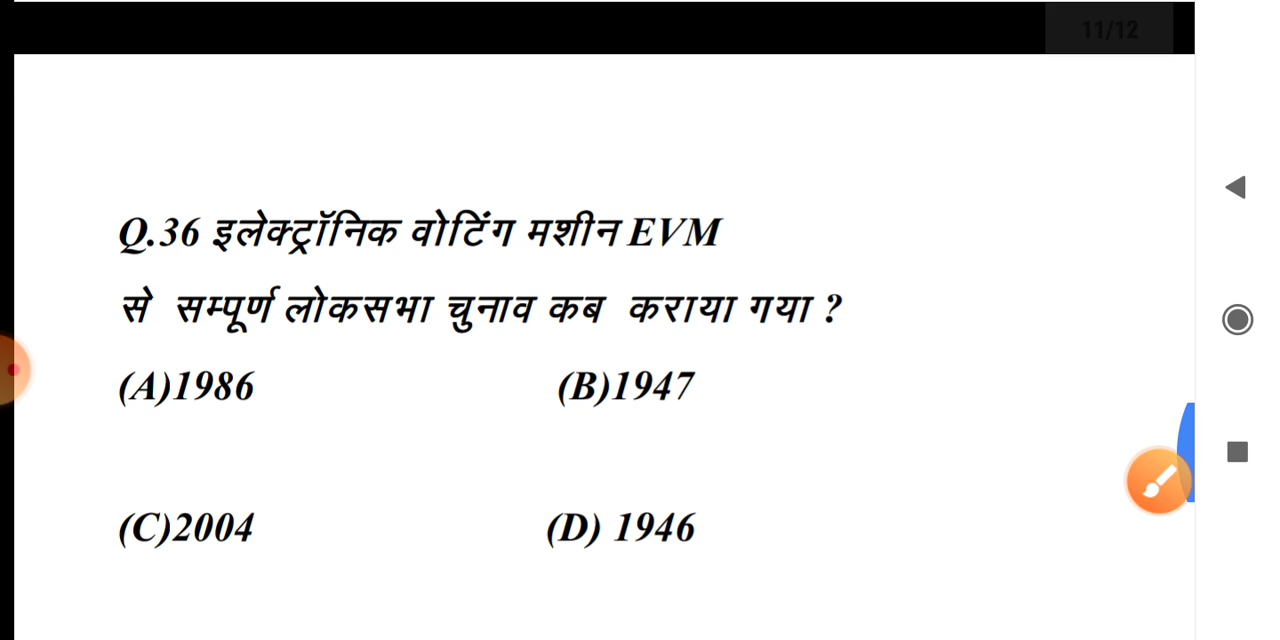 11/12
Q.36 इलेक्ट्रॉनिक वोटिंग मशीन EVM
से सम्पूर्ण लोकसभा चुनाव कब कराया गया ?
(A)1986 (B)1947
(C)2004 (D) 1946